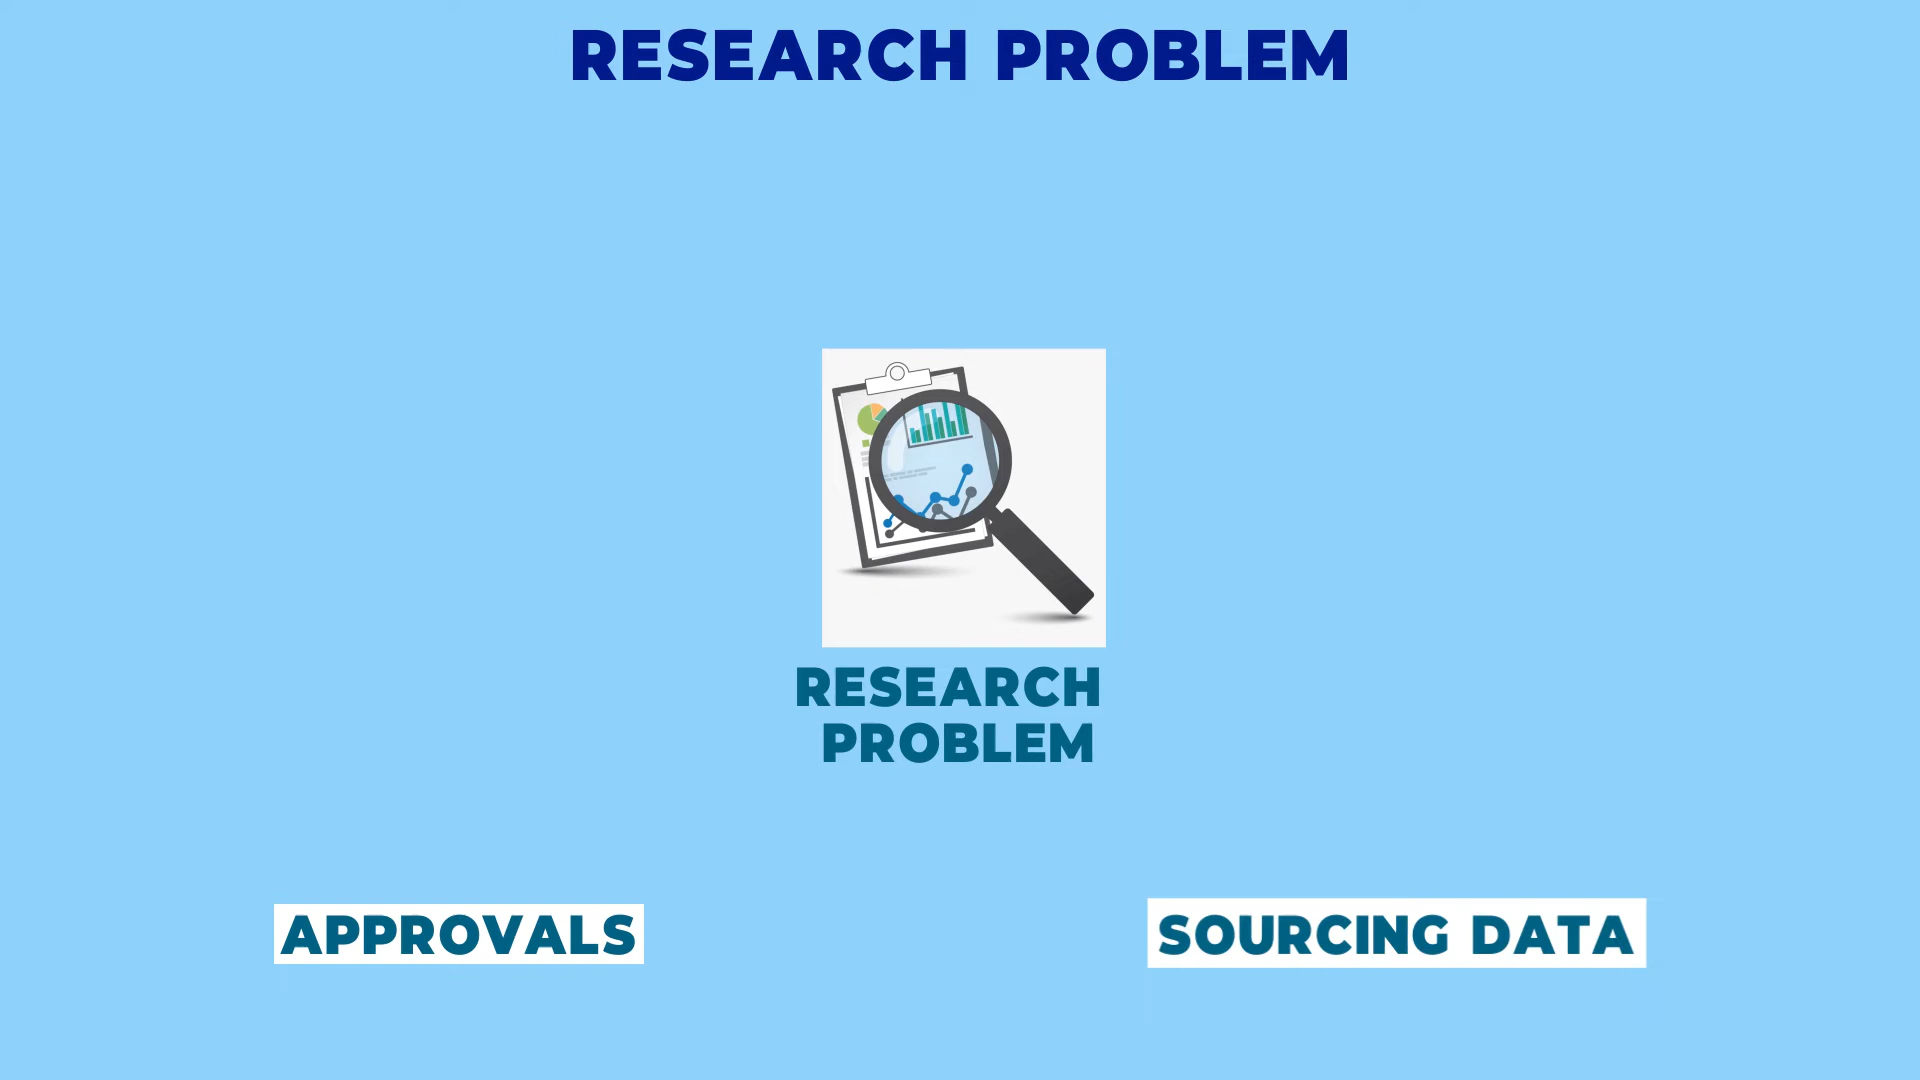 RESEARCH PROBLEM
RESEARCH
PROBLEM
APPROVALS
SOURCING DATA